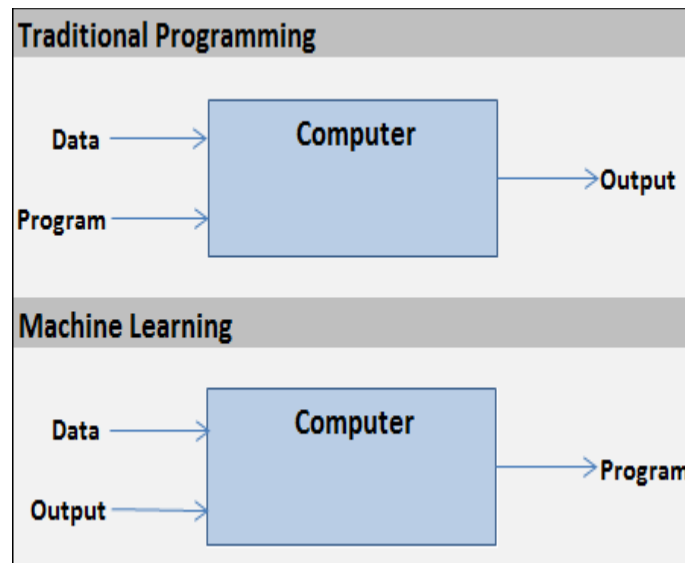 Traditional Programming
Computer
Data
Output
Program
Machine Learning
Computer
Data
Program
Output